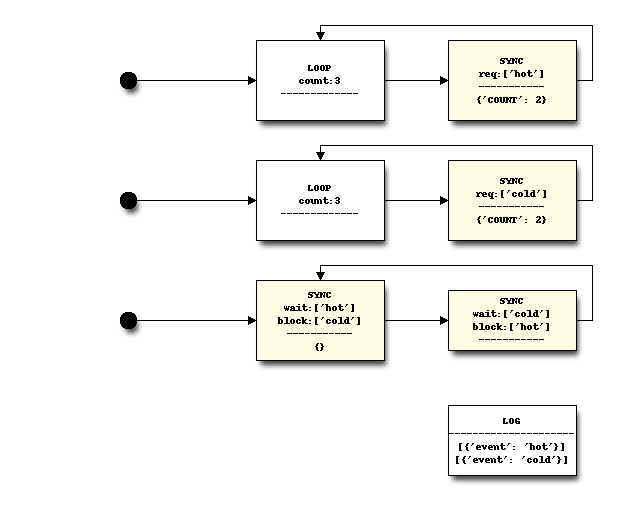 LOOP
count:3
-------------
SYNC
req:['hot']
-----------
{'COUNT': 2}
LOOP
count:3
-------------
SYNC
req:['cold']
-----------
{'COUNT': 2}
SYNC
wait:['hot']
block:['cold']
-----------
{}
SYNC
wait:['cold']
block:['hot']
-----------
LOG
---------------------
[{'event': 'hot'}]
[{'event': 'cold'}]